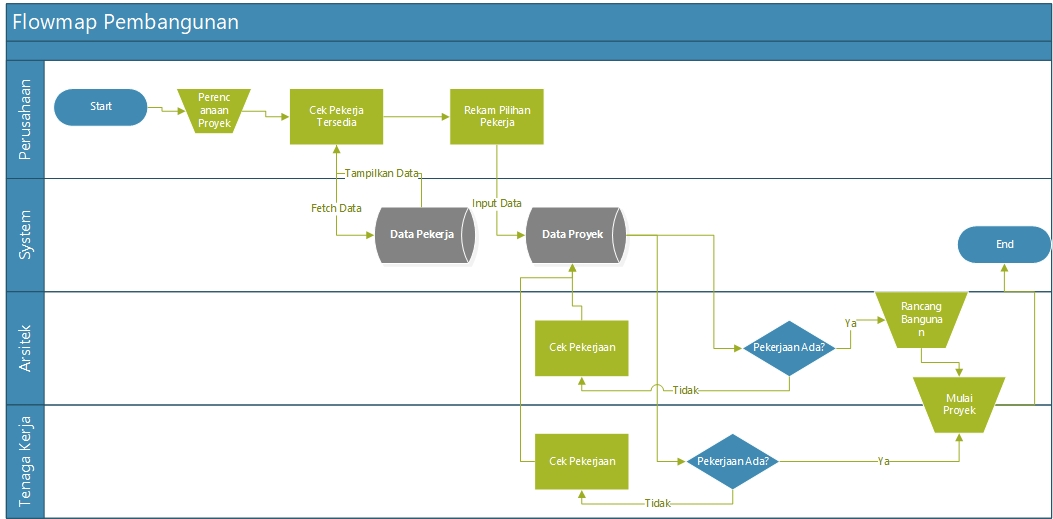 Flowmap Pembangunan
Perusahaan
Start
Perenc
anaan
Proyek
Cek Pekerja
Tersedia
Rekam Pilihan
Pekerja
Tampilkan Data
Fetch Data
Input Data
System
Data Pekerja
Data Proyek
End
Arsitek
Cek Pekerjaan
Pekerjaan Ada?
Ya
Tidak
Rancang
Banguna
n
Mulai
Proyek
Tenaga Kerja
Cek Pekerjaan
Pekerjaan Ada?
Ya
Tidak